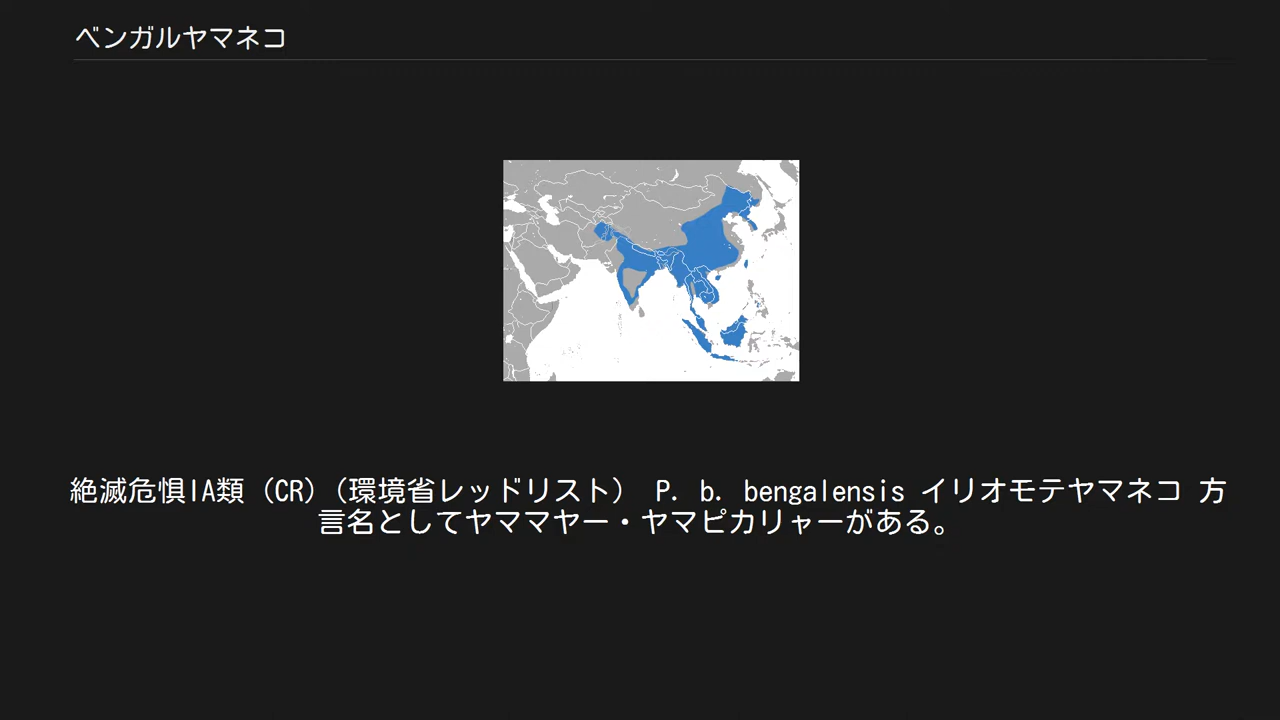 ベンガルヤマネコ
絶滅危惧IA類 (CR)(環境省レッドリスト) P. b. bengalensis イリオモテヤマネコ 方
言名としてヤママヤー・ヤマピカリャーがある。